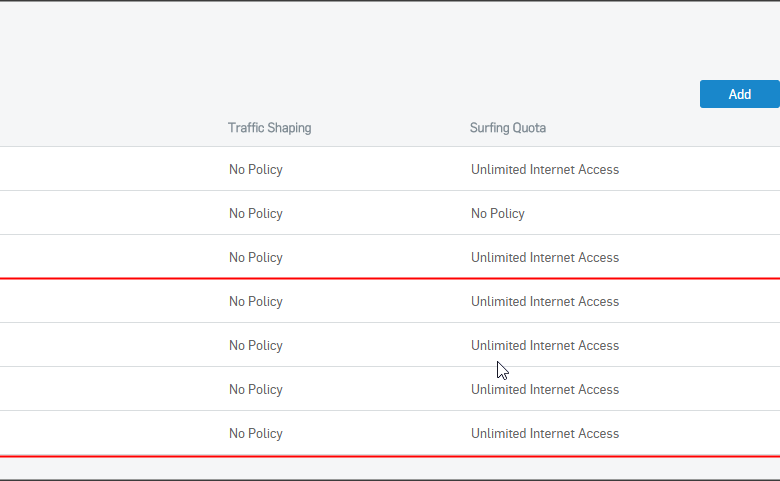 Add
Traffic Shaping Surfing Quota
No Policy Unlimited Internet Access
No Policy No Policy
No Policy Unlimited Internet Access
No Policy Unlimited Internet Access
No Policy Unlimited Internet Access
No Policy Unlimited Internet Access
No Policy Unlimited Internet Access